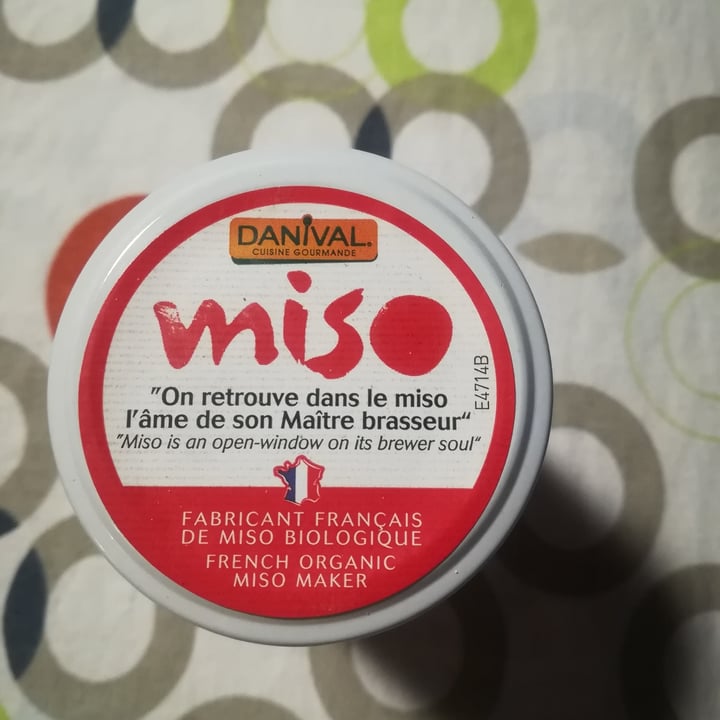 DANIVAL®
CUISINE GOURMANDE
miso
"On retrouve dans le miso
l'âme de son Maître brasseur“
"Miso is an open-window on its brewer soul“
E4714B
FABRICANT FRANÇAIS
DE MISO BIOLOGIQUE
FRENCH ORGANIC
MISO MAKER